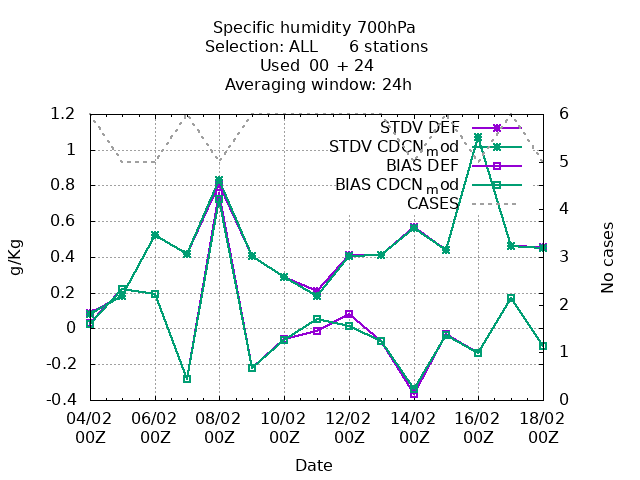 Specific humidity 700hPa
Selection: ALL 6 stations
Used 00 + 24
Averaging window: 24h
STDV DEF
STDV CDCN_mod
BIAS DEF
BIAS CDCN_mod
CASES
1.2
1
0.8
0.6
0.4
0.2
0
-0.2
-0.4
g/Kg
6
5
4
3
2
1
0
No cases
04/02 06/02 08/02 10/02 12/02 14/02 16/02 18/02
00Z 00Z 00Z 00Z 00Z 00Z 00Z 00Z
Date